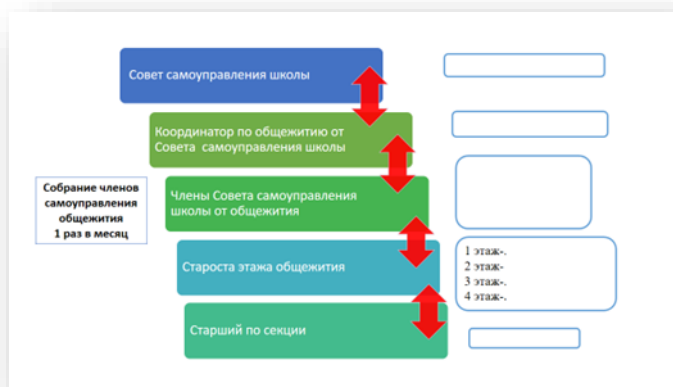 Совет самоуправления школы
Координатор по общежитию от
Совета самоуправления школы
Собрание членов
самоуправления
общежития
1 раз в месяц
Члены Совета самоуправления
школы от общежития
Староста этажа общежития
1 этаж-.
2 этаж-
3 этаж-.
4 этаж-.
Старший по секции